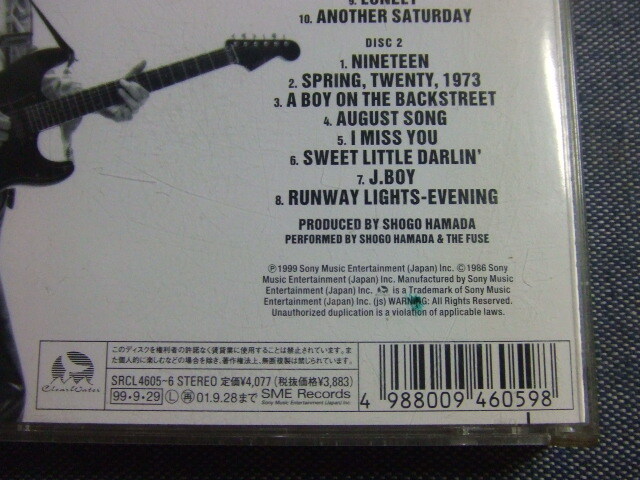 10. ANOTHER SATURDAY
DISC 2
1. NINETEEN
2. SPRING, TWENTY, 1973
3. A BOY ON THE BACKSTREET
4. AUGUST SONG
5. I MISS YOU
6. SWEET LITTLE DARLIN'
7. J.BOY
8. RUNWAY LIGHTS-EVENING
PRODUCED BY SHOGO HAMADA
PERFORMED BY SHOGO HAMADA & THE FUSE
℗1999 Sony Music Entertainment (Japan) Inc. ©1986 Sony
Music Entertainment (Japan) Inc. Manufactured by Sony Music
Entertainment (Japan) Inc. is a Trademark of Sony Music
Entertainment (Japan) Inc. (js) WARNING: All Rights Reserved.
Unauthorized duplication is a violation of applicable laws.
このディスクを権利者の許諾なく賃貸業に使用することは禁止されています。ま
た個人的に楽しむなどの場合を除き、著作権法上、無断複製は禁じられています。
SRCL4605-6 STEREO 定価¥4,077 (税抜価格¥3,883)
99・9・29 Ⓛ 再 01.9.28まで SME Records
Sony Music Entertainment (Japan) Inc.
ClearWater
4 988009 460598